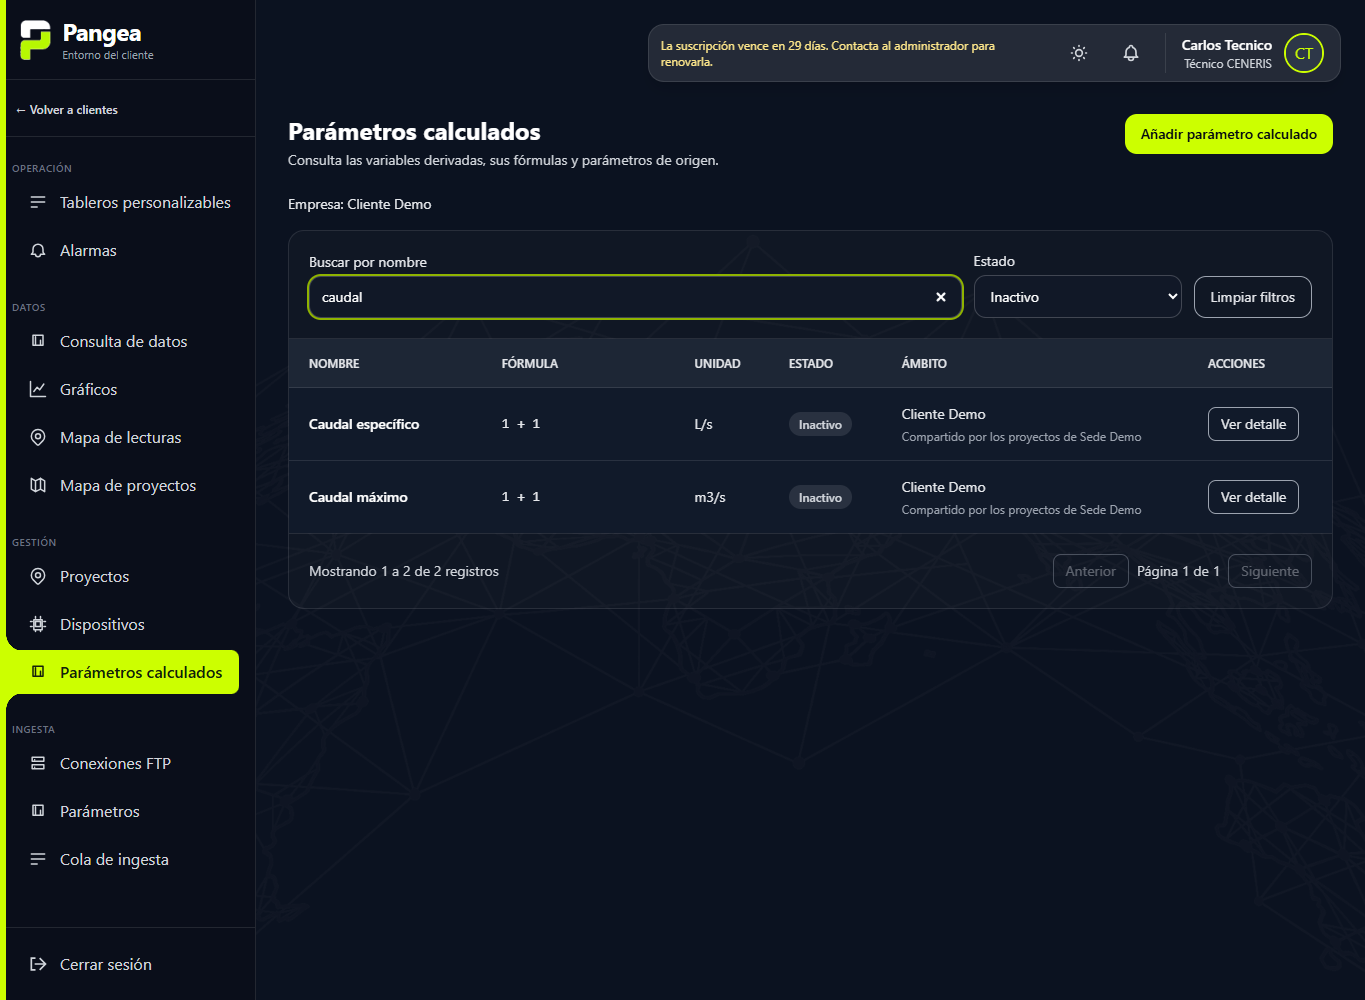 Pangea
Entorno del cliente
← Volver a clientes
OPERACIÓN
Tableros personalizables
Alarmas
DATOS
Consulta de datos
Gráficos
Mapa de lecturas
Mapa de proyectos
GESTIÓN
Proyectos
Dispositivos
Parámetros calculados
INGESTA
Conexiones FTP
Parámetros
Cola de ingesta
Cerrar sesión
La suscripción vence en 29 días. Contacta al administrador para
renovarla.
Carlos Tecnico
Técnico CENERIS
CT
Parámetros calculados
Consulta las variables derivadas, sus fórmulas y parámetros de origen.
Añadir parámetro calculado
Empresa: Cliente Demo
Buscar por nombre
caudal
Estado
Inactivo
Limpiar filtros
NOMBRE FÓRMULA UNIDAD ESTADO ÁMBITO ACCIONES
Caudal específico 1 + 1 L/s Inactivo Cliente Demo Ver detalle
Compartido por los proyectos de Sede Demo
Caudal máximo 1 + 1 m3/s Inactivo Cliente Demo Ver detalle
Compartido por los proyectos de Sede Demo
Mostrando 1 a 2 de 2 registros
Anterior Página 1 de 1 Siguiente